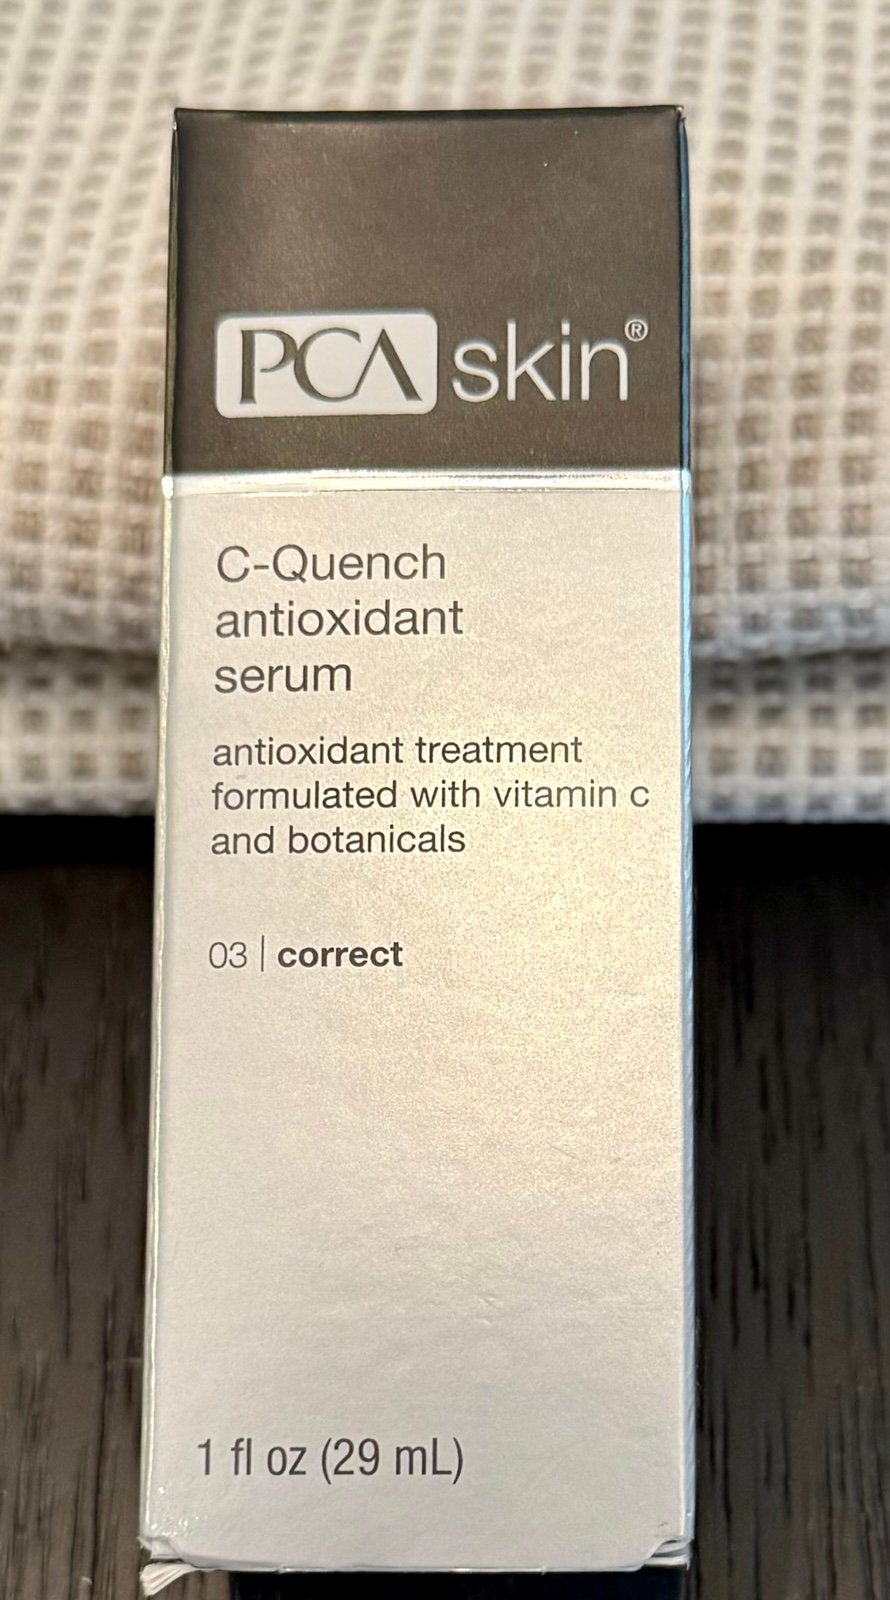 PCA skin®
C-Quench
antioxidant
serum
antioxidant treatment
formulated with vitamin c
and botanicals
03 | correct
1 fl oz (29 mL)